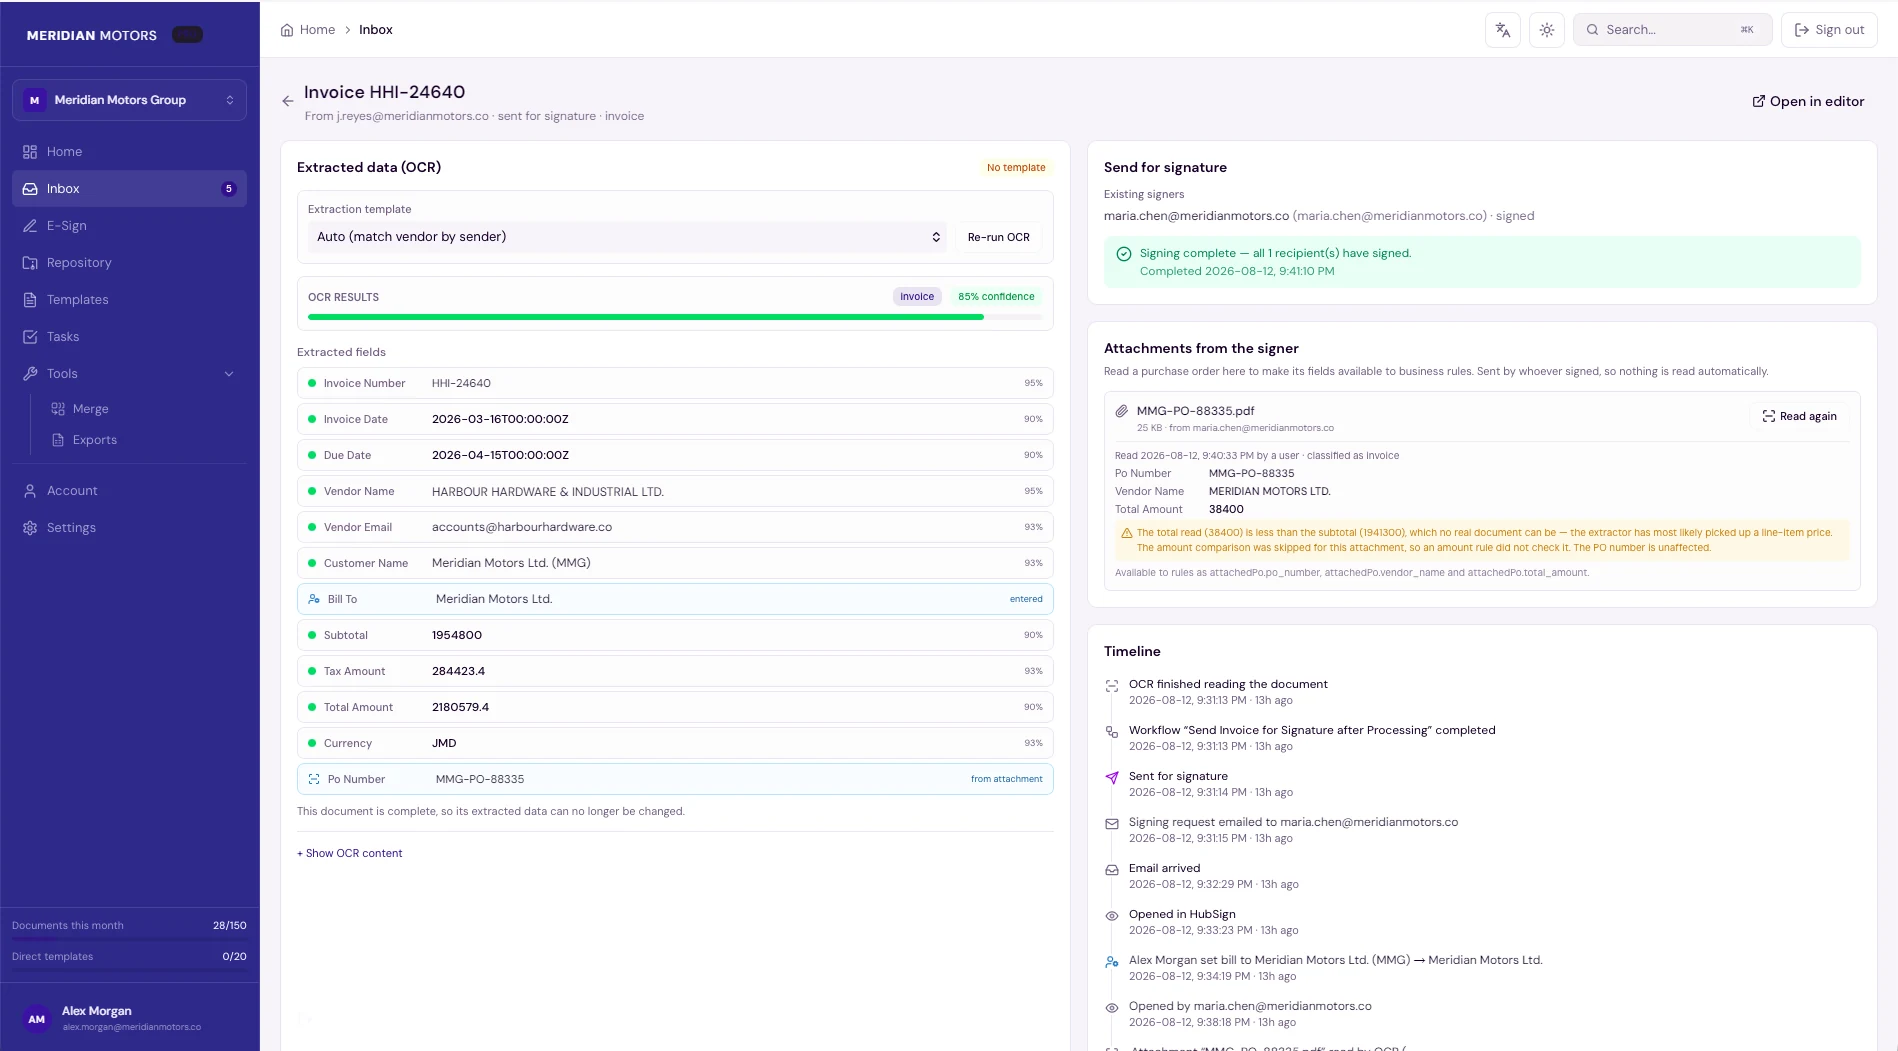 MERIDIAN MOTORS
M Meridian Motors Group
Home
Inbox 5
E-Sign
Repository
Templates
Tasks
Tools
Merge
Exports
Account
Settings
Documents this month 28/150
Direct templates 0/20
AM Alex Morgan
alex.morgan@meridianmotors.co
Home > Inbox
Search... ⌘K
Sign out
Invoice HHI-24640
From j.reyes@meridianmotors.co · sent for signature · invoice
Open in editor
Extracted data (OCR) No template
Extraction template
Auto (match vendor by sender) Re-run OCR
OCR RESULTS Invoice 85% confidence
Extracted fields
Invoice Number HHI-24640 95%
Invoice Date 2026-03-16T00:00:00Z 90%
Due Date 2026-04-15T00:00:00Z 90%
Vendor Name HARBOUR HARDWARE & INDUSTRIAL LTD. 95%
Vendor Email accounts@harbourhardware.co 93%
Customer Name Meridian Motors Ltd. (MMG) 93%
Bill To Meridian Motors Ltd. entered
Subtotal 1954800 90%
Tax Amount 284423.4 93%
Total Amount 2180579.4 90%
Currency JMD 93%
Po Number MMG-PO-88335 from attachment
This document is complete, so its extracted data can no longer be changed.
+ Show OCR content
Send for signature
Existing signers
maria.chen@meridianmotors.co (maria.chen@meridianmotors.co) · signed
Signing complete — all 1 recipient(s) have signed.
Completed 2026-08-12, 9:41:10 PM
Attachments from the signer
Read a purchase order here to make its fields available to business rules. Sent by whoever signed, so nothing is read automatically.
MMG-PO-88335.pdf
25 KB · from maria.chen@meridianmotors.co
Read again
Read 2026-08-12, 9:40:33 PM by a user · classified as invoice
Po Number MMG-PO-88335
Vendor Name MERIDIAN MOTORS LTD.
Total Amount 38400
The total read (38400) is less than the subtotal (1941300), which no real document can be — the extractor has most likely picked up a line-item price.
The amount comparison was skipped for this attachment, so an amount rule did not check it. The PO number is unaffected.
Available to rules as attachedPo.po_number, attachedPo.vendor_name and attachedPo.total_amount.
Timeline
OCR finished reading the document
2026-08-12, 9:31:13 PM · 13h ago
Workflow “Send Invoice for Signature after Processing” completed
2026-08-12, 9:31:13 PM · 13h ago
Sent for signature
2026-08-12, 9:31:14 PM · 13h ago
Signing request emailed to maria.chen@meridianmotors.co
2026-08-12, 9:31:15 PM · 13h ago
Email arrived
2026-08-12, 9:32:29 PM · 13h ago
Opened in HubSign
2026-08-12, 9:33:23 PM · 13h ago
Alex Morgan set bill to Meridian Motors Ltd. (MMG) → Meridian Motors Ltd.
2026-08-12, 9:34:19 PM · 13h ago
Opened by maria.chen@meridianmotors.co
2026-08-12, 9:38:18 PM · 13h ago
Attachment “MMG-PO-88335.pdf” read by OCR (